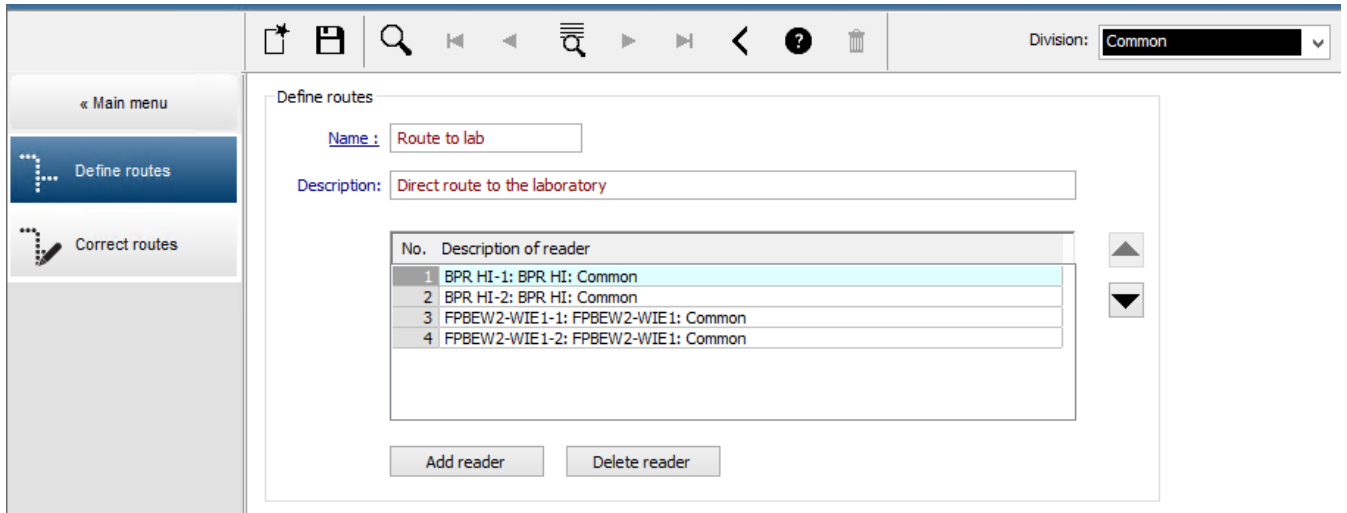 Division: Common
« Main menu
Define routes
Correct routes
Define routes
Name : Route to lab
Description: Direct route to the laboratory
No. Description of reader
1 BPR HI-1: BPR HI: Common
2 BPR HI-2: BPR HI: Common
3 FPBEW2-WIE1-1: FPBEW2-WIE1: Common
4 FPBEW2-WIE1-2: FPBEW2-WIE1: Common
Add reader Delete reader